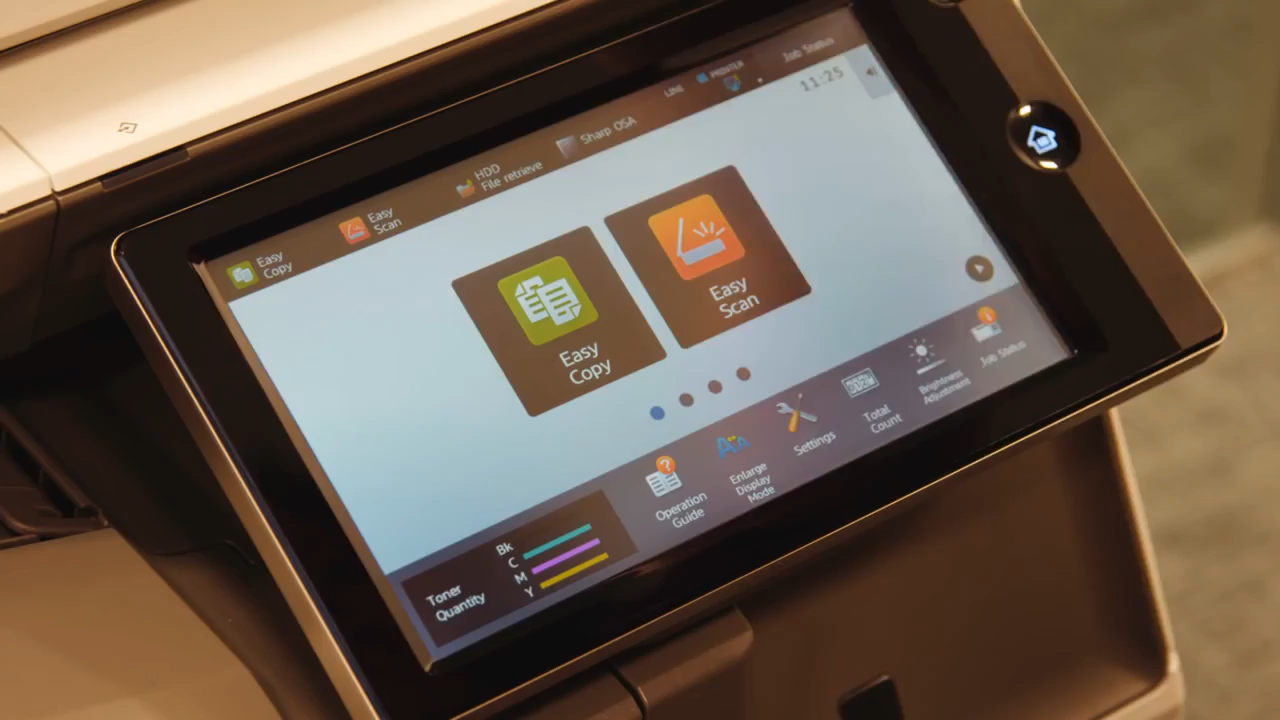 Easy
Copy
Easy
Scan
HDD
File retrieve
Sharp OSA
LINE
PRINTER
Job Status
11:25
Easy
Copy
Easy
Scan
Toner
Quantity
Bk
C
M
Y
?
Operation
Guide
Enlarge
Display
Mode
Settings
Total
Count
Brightness
Adjustment
Job Status